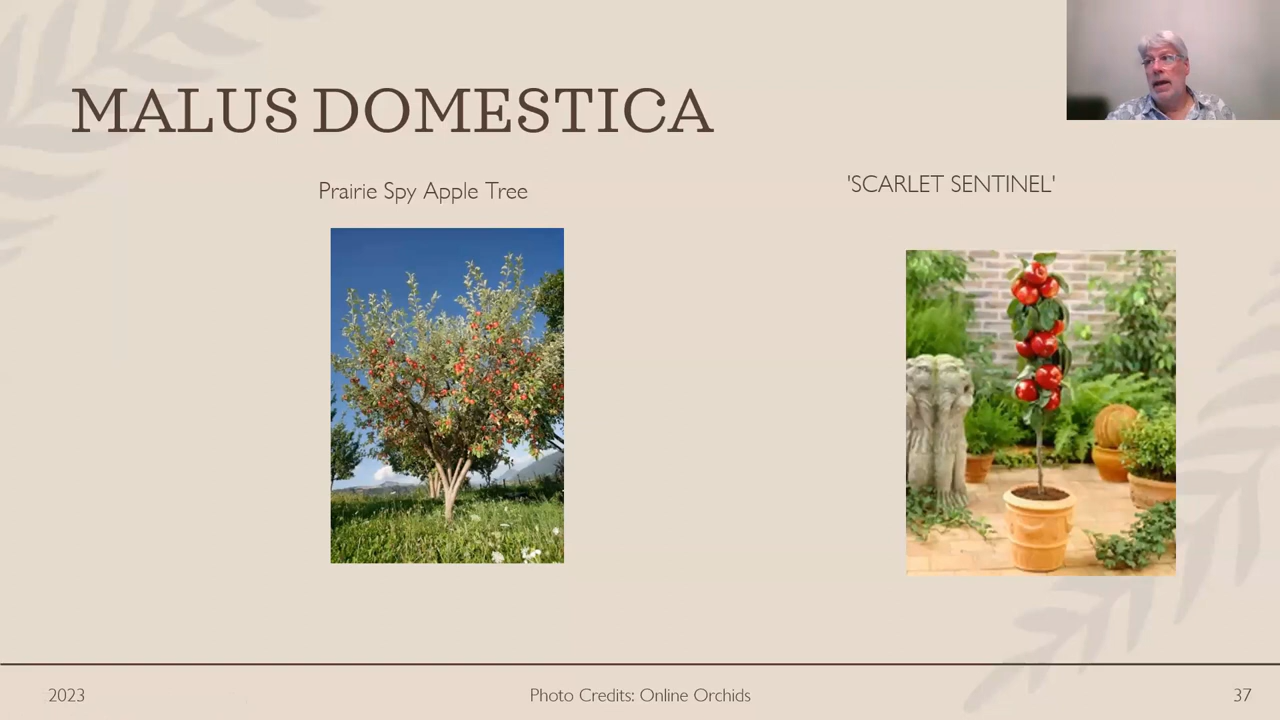 MALUS DOMESTICA
Prairie Spy Apple Tree
'SCARLET SENTINEL'
2023
Photo Credits: Online Orchids
37